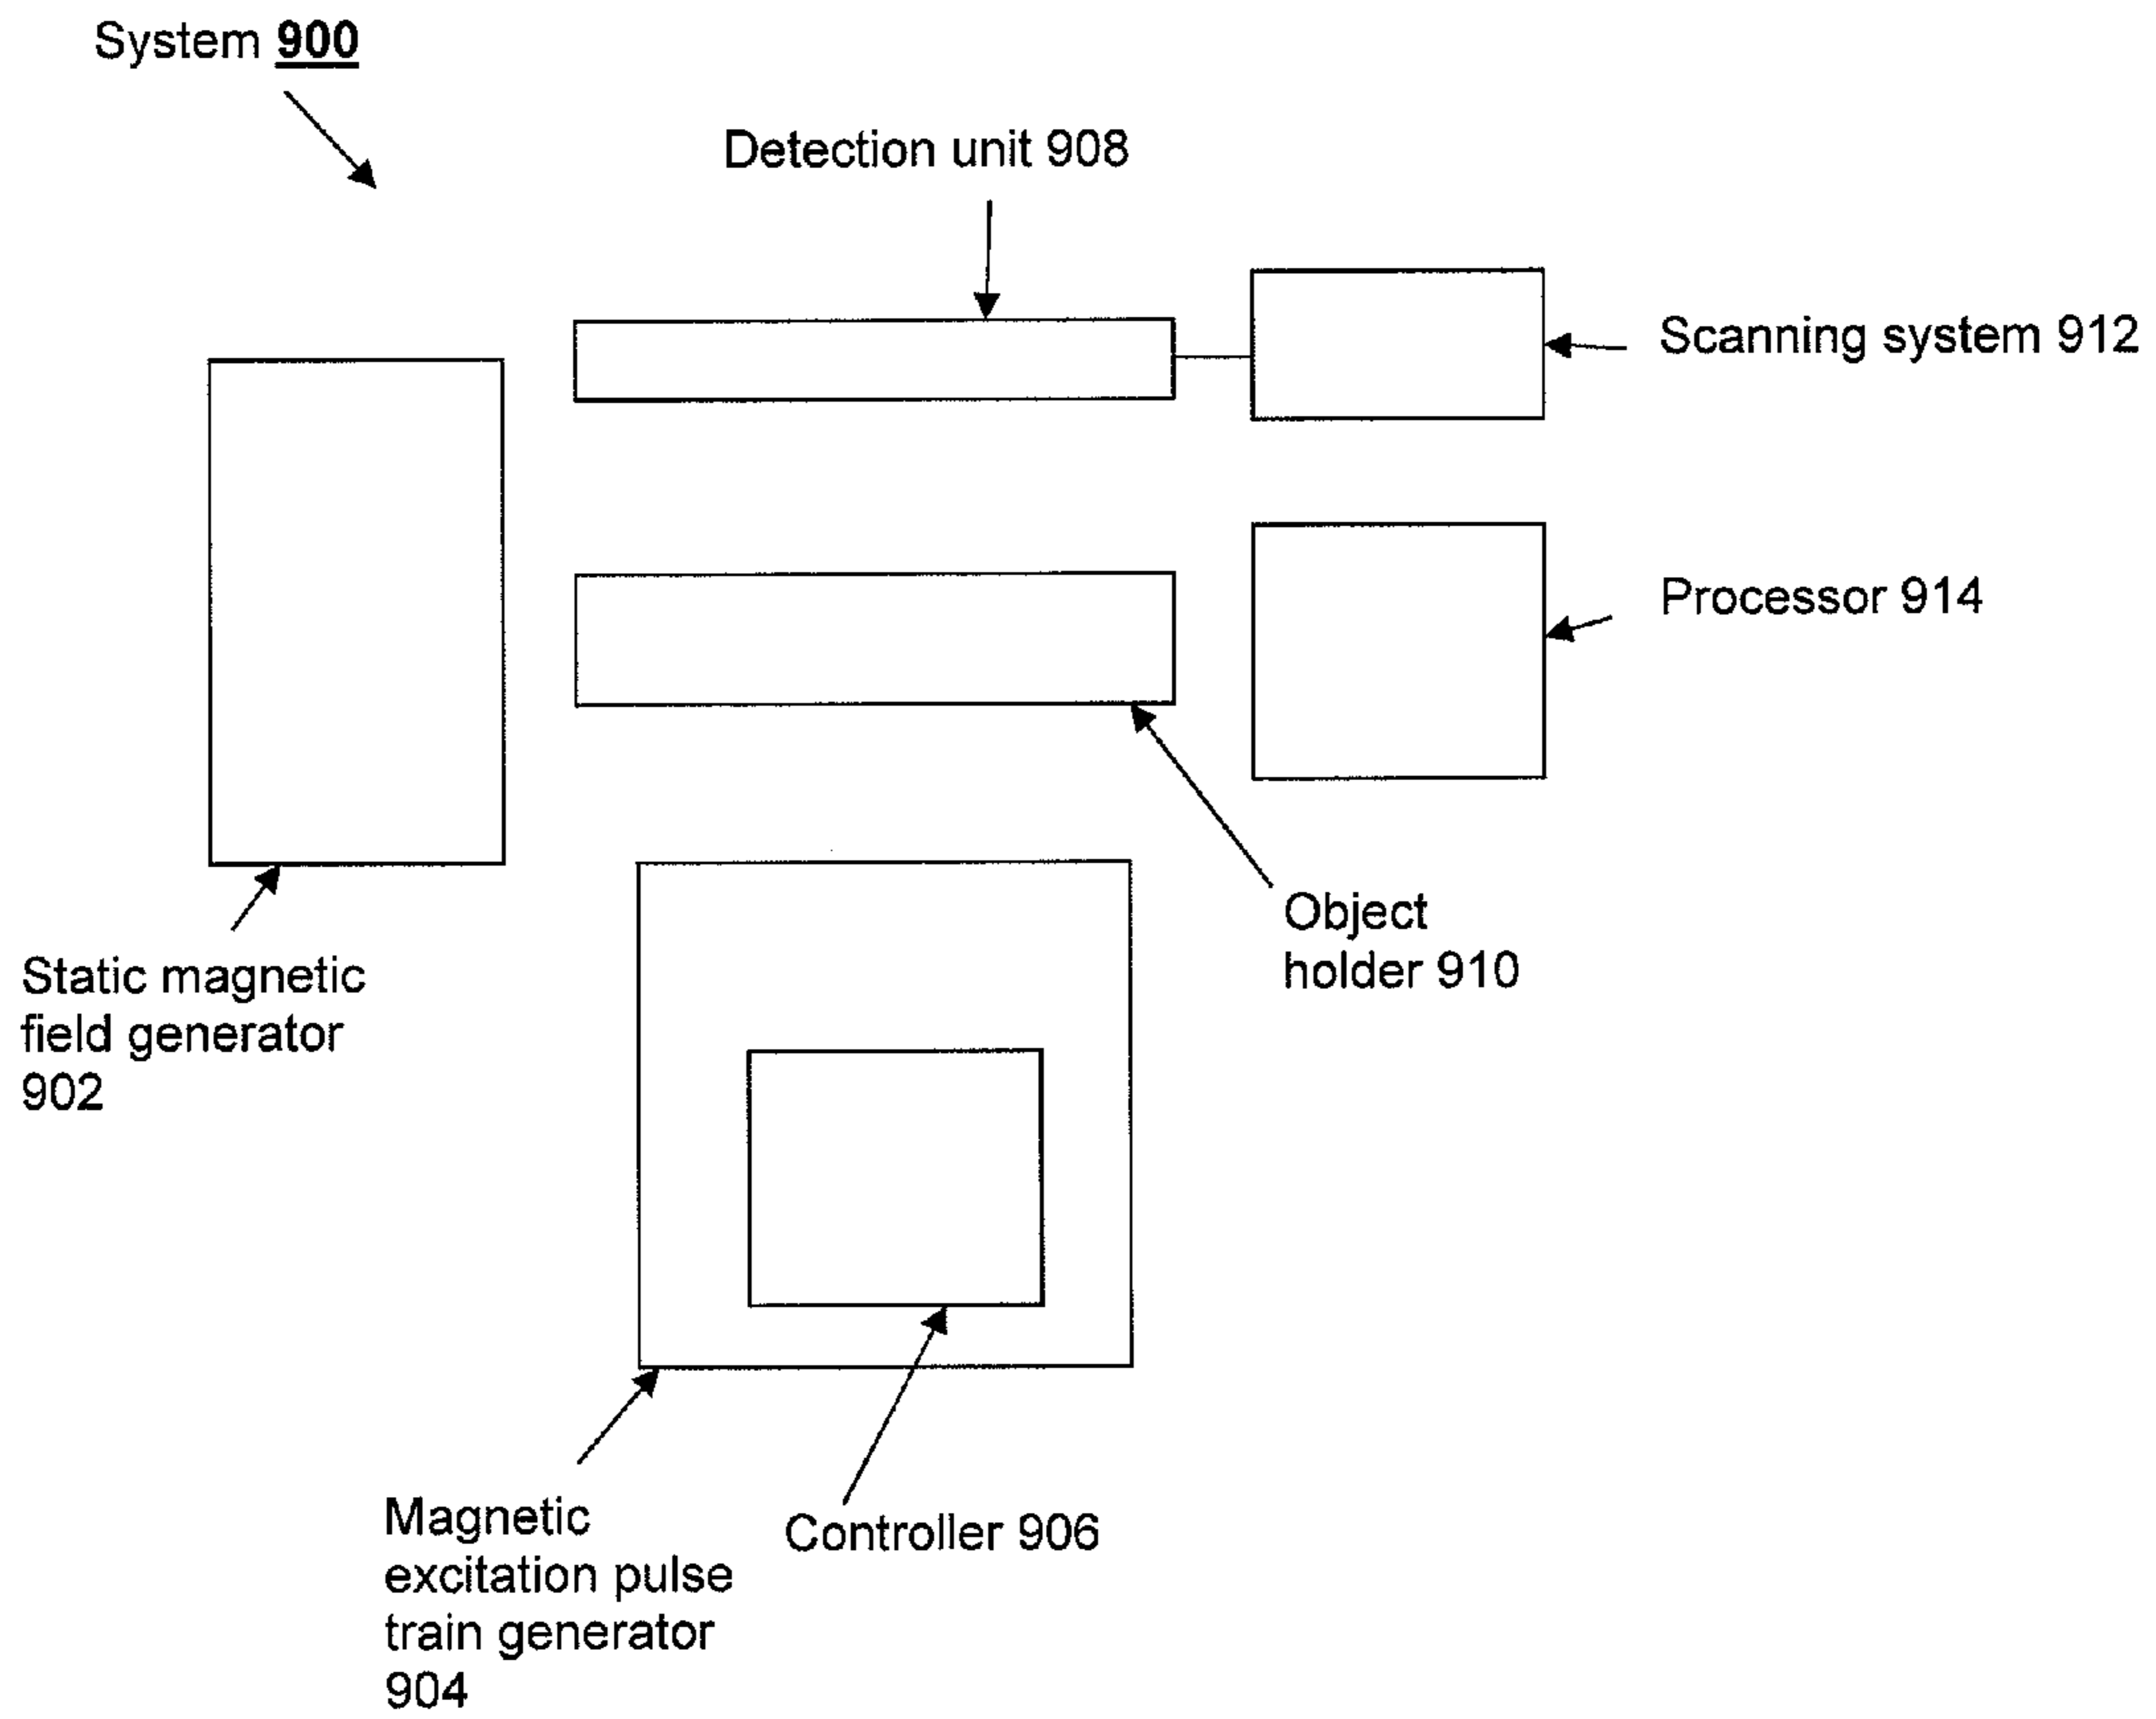 System 900
Detection unit 908
Scanning system 912
Processor 914
Object
holder 910
Static magnetic
field generator
902
Magnetic
excitation pulse
train generator
904
Controller 906